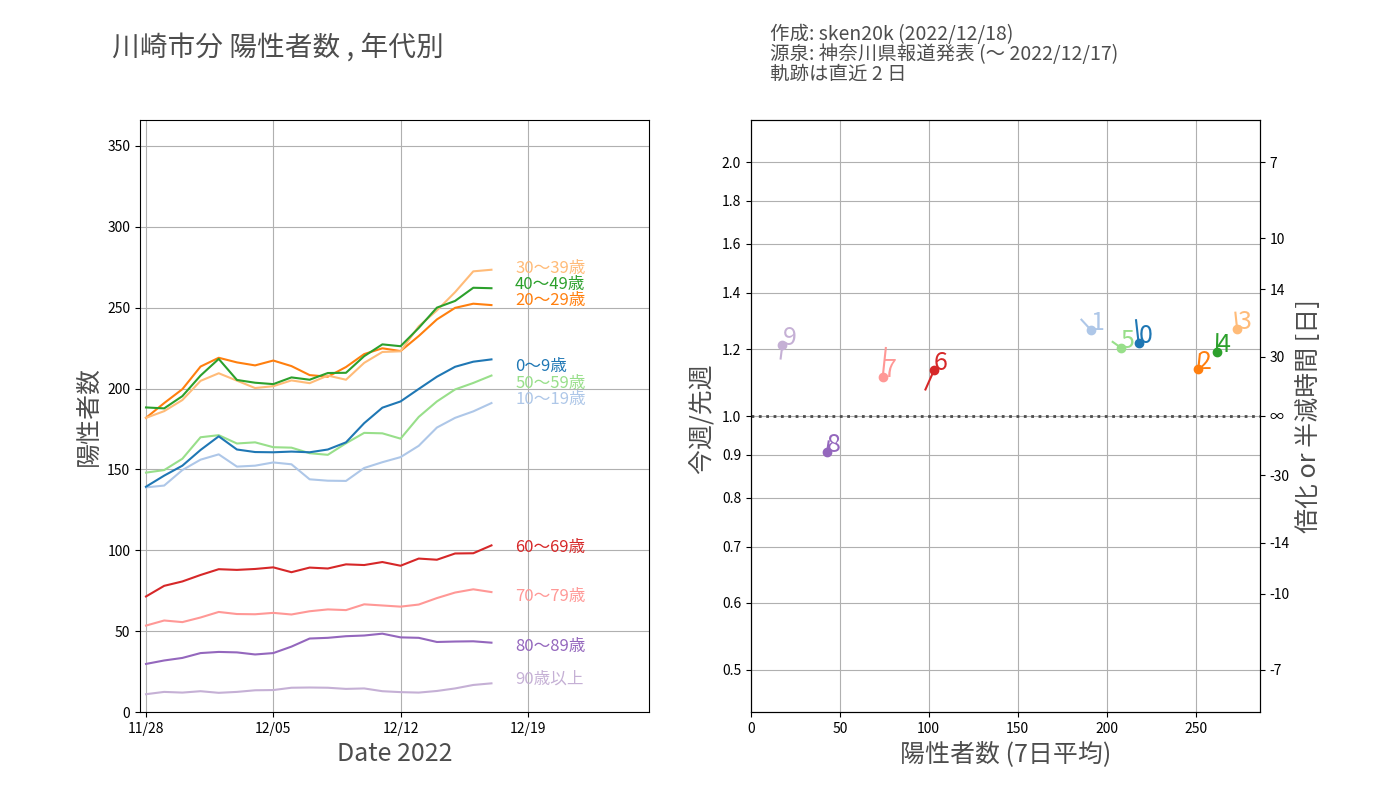 川崎市分 陽性者数 , 年代別
作成: sken20k (2022/12/18)
源泉: 神奈川県報道発表 (〜 2022/12/17)
軌跡は直近 2 日
陽性者数
350
300
250
200
150
100
50
0
11/28
12/05
12/12
12/19
Date 2022
30〜39歳
40〜49歳
20〜29歳
0〜9歳
50〜59歳
10〜19歳
60〜69歳
70〜79歳
80〜89歳
90歳以上
今週/先週
2.0
1.8
1.6
1.4
1.2
1.0
0.9
0.8
0.7
0.6
0.5
0
50
100
150
200
250
陽性者数 (7日平均)
9
8
7
6
1
5
0
2
4
3
7
10
14
30
∞
-30
-14
-10
-7
倍化 or 半減時間 [日]